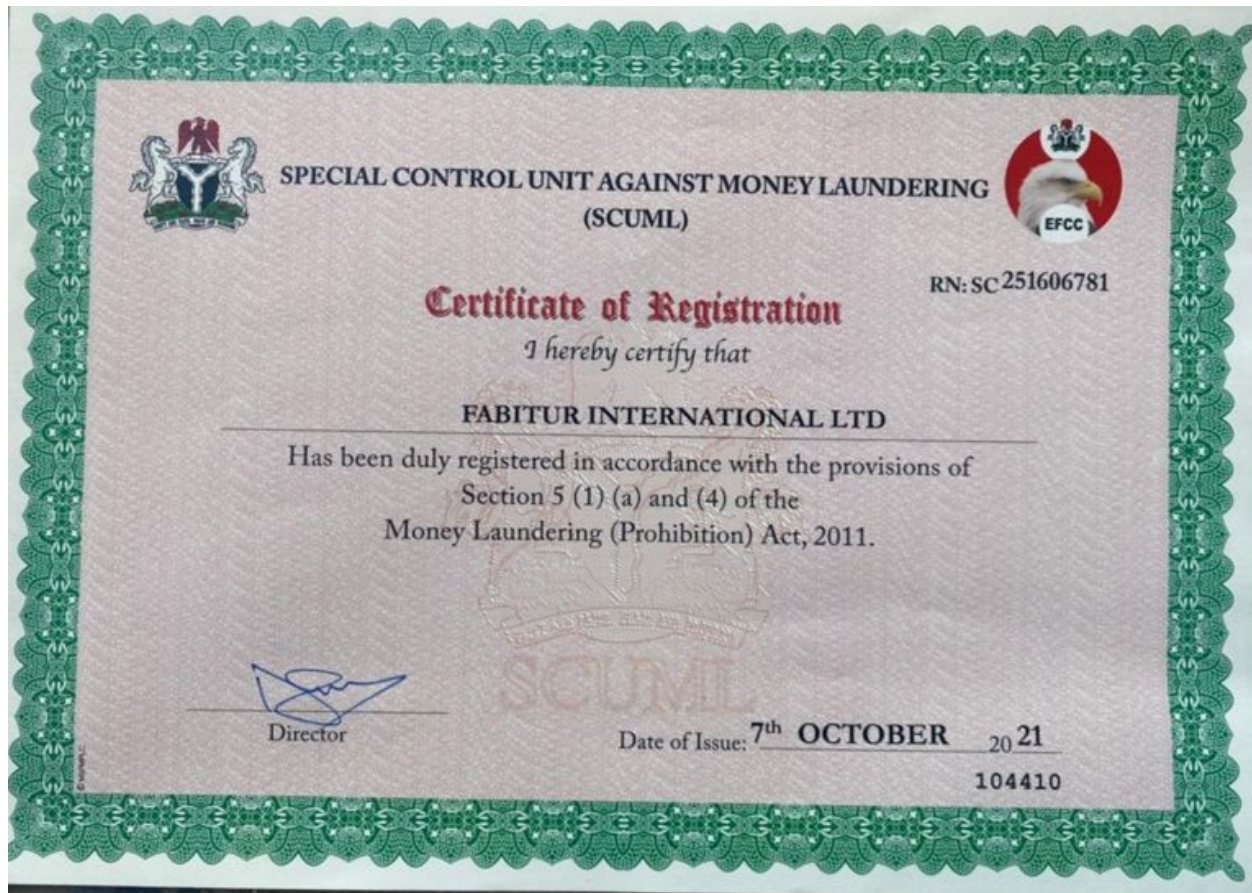 SPECIAL CONTROL UNIT AGAINST MONEY LAUNDERING
(SCUML)
EFCC
RN: SC 251606781
Certificate of Registration
I hereby certify that
FABITUR INTERNATIONAL LTD
Has been duly registered in accordance with the provisions of
Section 5 (1) (a) and (4) of the
Money Laundering (Prohibition) Act, 2011.
SCUML
Director
Date of Issue: 7th OCTOBER 2021
104410